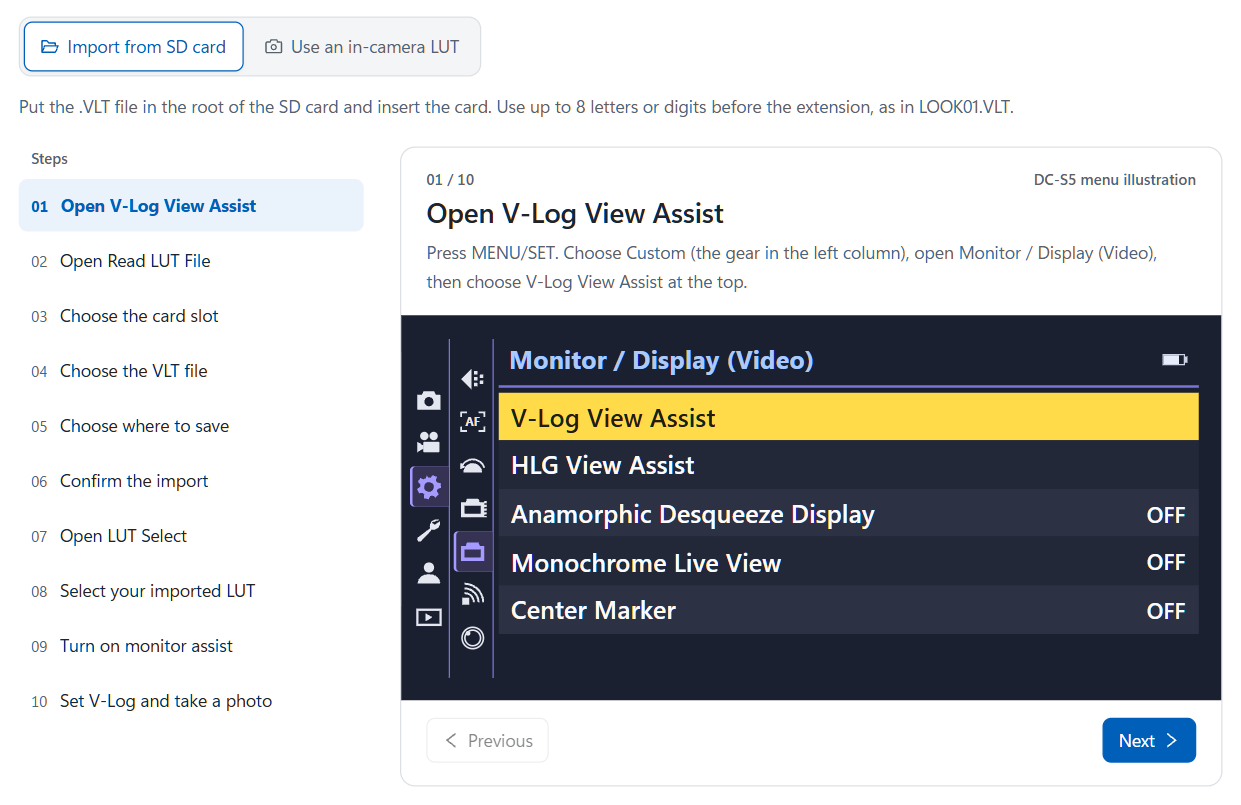 Import from SD card
Use an in-camera LUT
Put the .VLT file in the root of the SD card and insert the card. Use up to 8 letters or digits before the extension, as in LOOK01.VLT.
Steps
01 Open V-Log View Assist
02 Open Read LUT File
03 Choose the card slot
04 Choose the VLT file
05 Choose where to save
06 Confirm the import
07 Open LUT Select
08 Select your imported LUT
09 Turn on monitor assist
10 Set V-Log and take a photo
01 / 10
DC-S5 menu illustration
Open V-Log View Assist
Press MENU/SET. Choose Custom (the gear in the left column), open Monitor / Display (Video),
then choose V-Log View Assist at the top.
Monitor / Display (Video)
AF
V-Log View Assist
HLG View Assist
Anamorphic Desqueeze Display OFF
Monochrome Live View OFF
Center Marker OFF
Previous
Next